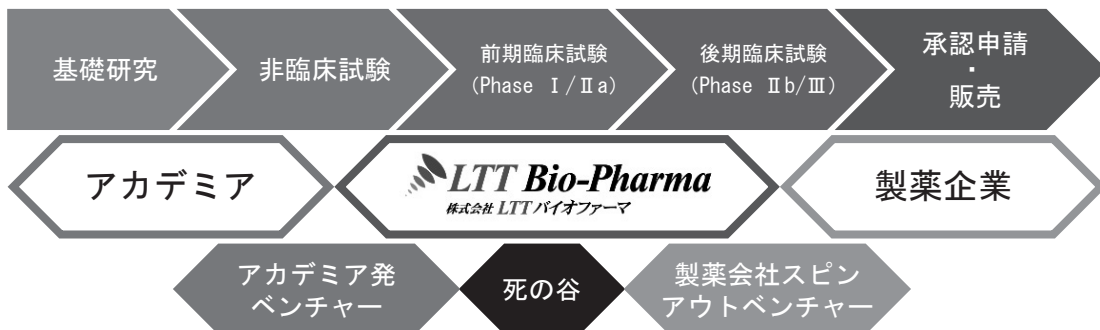 基礎研究
非臨床試験
前期臨床試験
(Phase Ⅰ/Ⅱa)
後期臨床試験
(Phase Ⅱb/Ⅲ)
承認申請
・
販売
アカデミア
LTT Bio-Pharma
株式会社 LTTバイオファーマ
製薬企業
アカデミア発
ベンチャー
死の谷
製薬会社スピン
アウトベンチャー